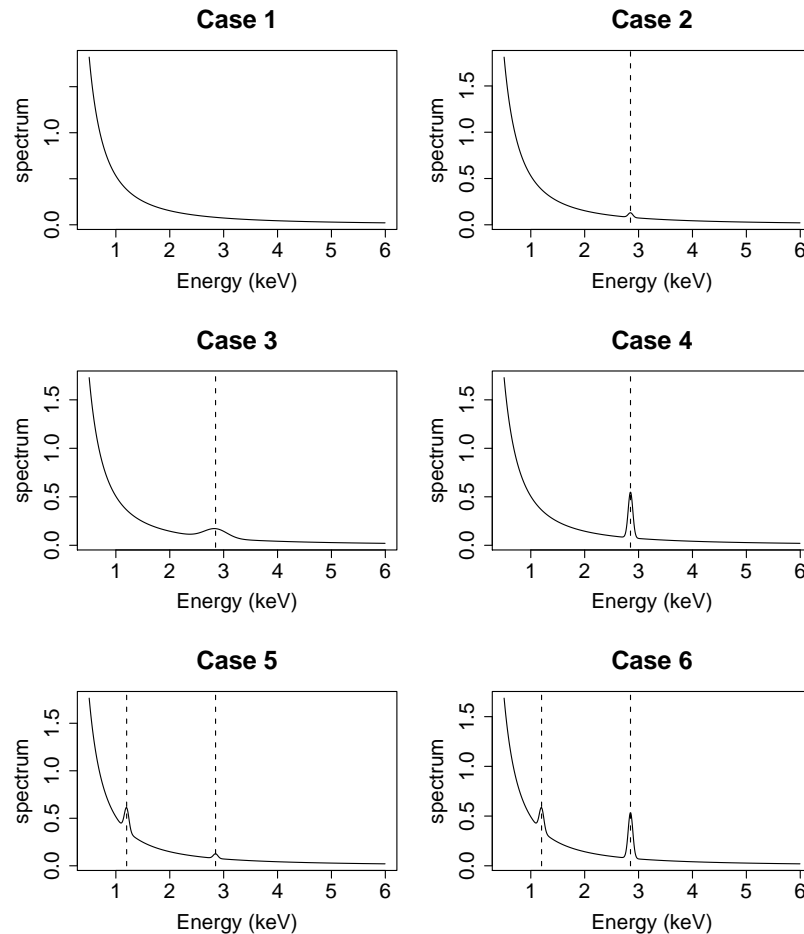 Case 1
spectrum
0.0 1.0
1 2 3 4 5 6
Energy (keV)
Case 2
spectrum
0.0 0.5 1.0 1.5
1 2 3 4 5 6
Energy (keV)
Case 3
spectrum
0.0 0.5 1.0 1.5
1 2 3 4 5 6
Energy (keV)
Case 4
spectrum
0.0 0.5 1.0 1.5
1 2 3 4 5 6
Energy (keV)
Case 5
spectrum
0.0 0.5 1.0 1.5
1 2 3 4 5 6
Energy (keV)
Case 6
spectrum
0.0 0.5 1.0 1.5
1 2 3 4 5 6
Energy (keV)